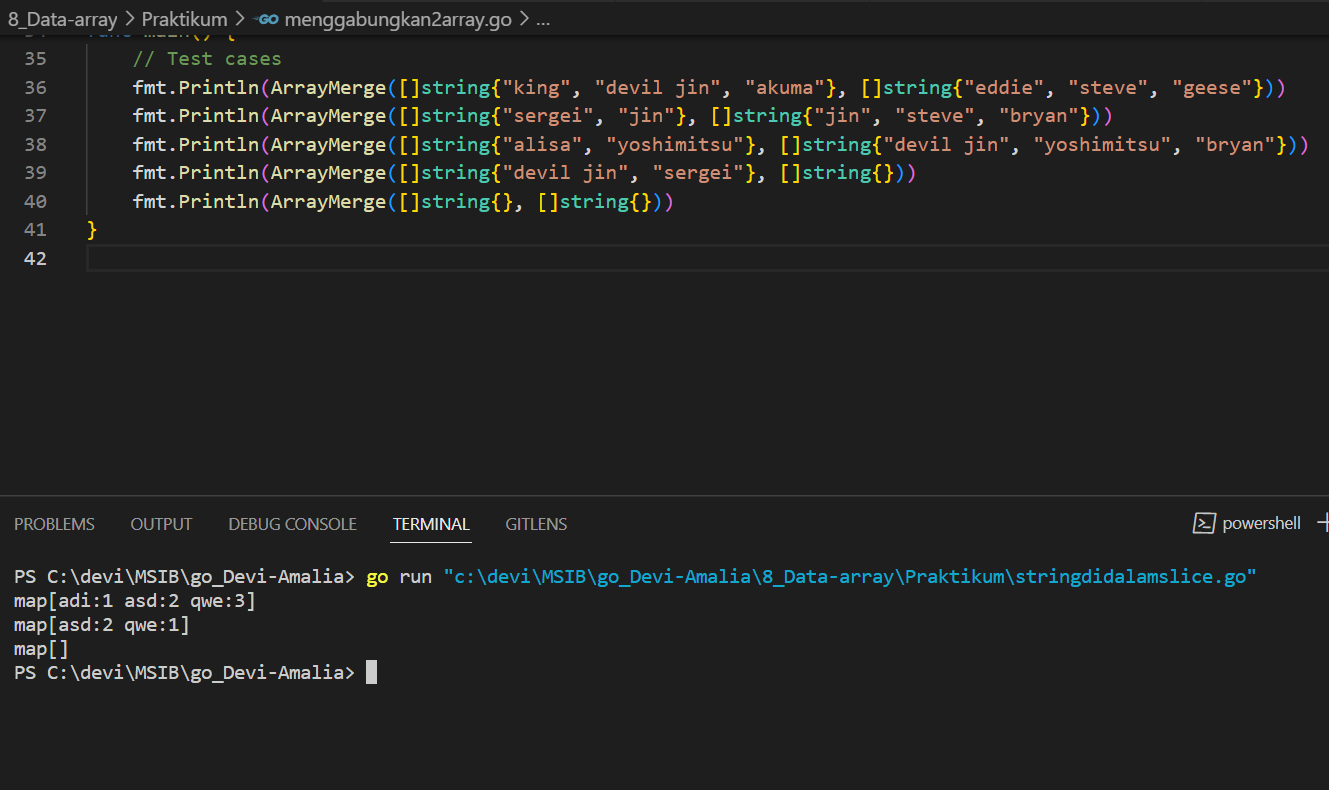 8_Data-array > Praktikum > GO menggabungkan2array.go > ...
34 func main() {
35 // Test cases
36 fmt.Println(ArrayMerge([]string{"king", "devil jin", "akuma"}, []string{"eddie", "steve", "geese"}))
37 fmt.Println(ArrayMerge([]string{"sergei", "jin"}, []string{"jin", "steve", "bryan"}))
38 fmt.Println(ArrayMerge([]string{"alisa", "yoshimitsu"}, []string{"devil jin", "yoshimitsu", "bryan"}))
39 fmt.Println(ArrayMerge([]string{"devil jin", "sergei"}, []string{}))
40 fmt.Println(ArrayMerge([]string{}, []string{}))
41 }
42
PROBLEMS OUTPUT DEBUG CONSOLE TERMINAL GITLENS powershell +
PS C:\devi\MSIB\go_Devi-Amalia> go run "c:\devi\MSIB\go_Devi-Amalia\8_Data-array\Praktikum\stringdidalamslice.go"
map[adi:1 asd:2 qwe:3]
map[asd:2 qwe:1]
map[]
PS C:\devi\MSIB\go_Devi-Amalia>